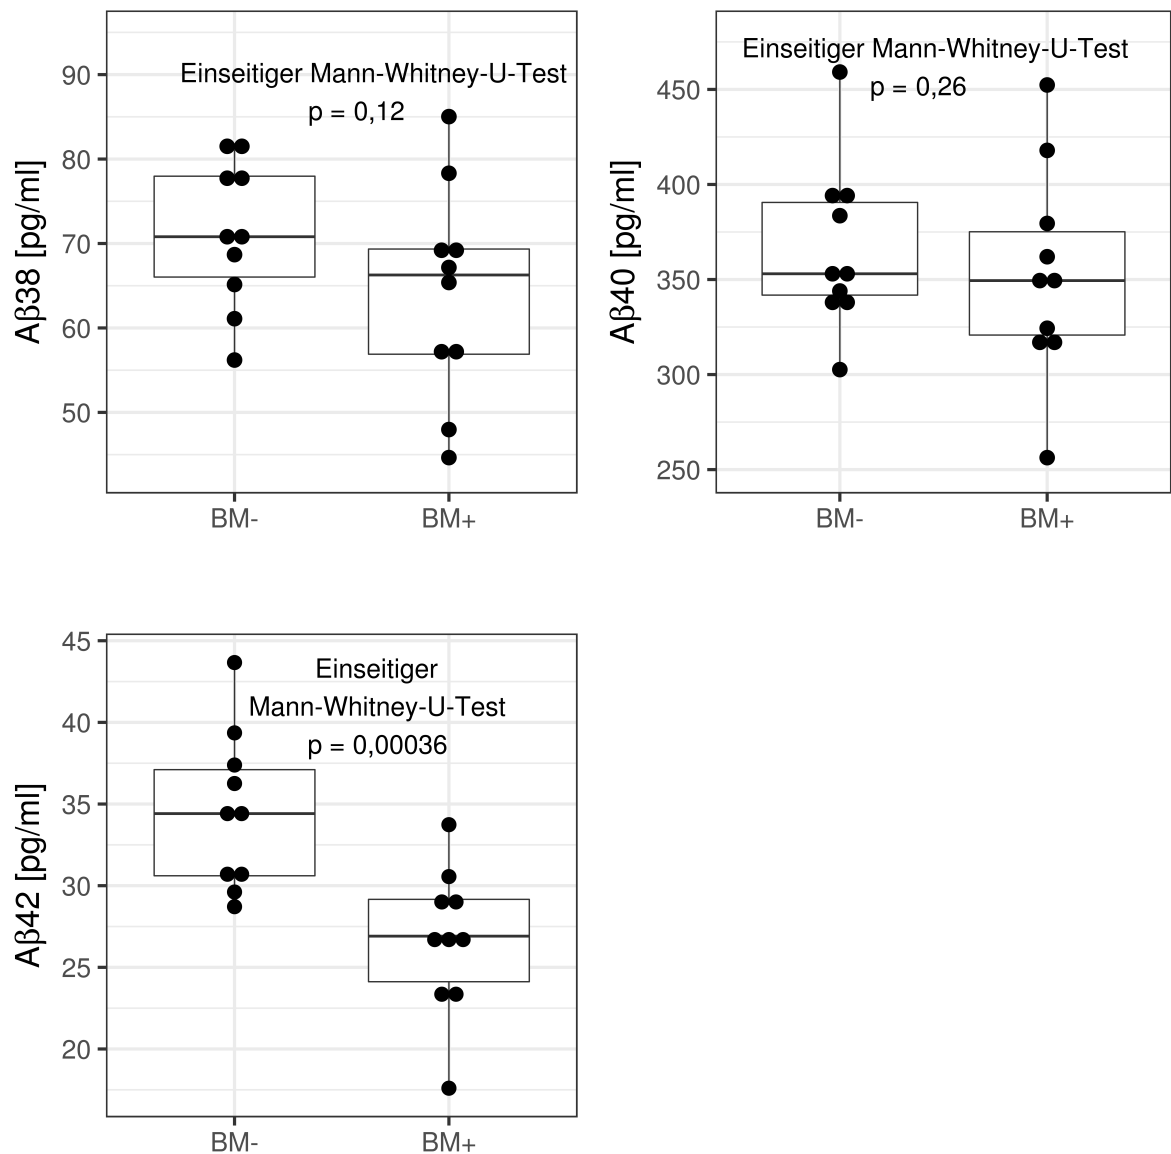 Einseitiger Mann-Whitney-U-Test
p = 0,12
Aβ38 [pg/ml]
90
80
70
60
50
BM-
BM+
Einseitiger Mann-Whitney-U-Test
p = 0,26
Aβ40 [pg/ml]
450
400
350
300
250
BM-
BM+
Einseitiger
Mann-Whitney-U-Test
p = 0,00036
Aβ42 [pg/ml]
45
40
35
30
25
20
BM-
BM+